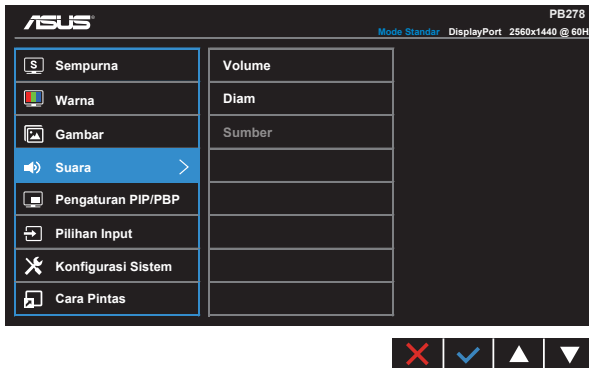 ASUS
PB278
Mode Standar DisplayPort 2560x1440 @ 60H
S Sempurna
Warna
Gambar
Suara
Pengaturan PIP/PBP
Pilihan Input
Konfigurasi Sistem
Cara Pintas
Volume
Diam
Sumber